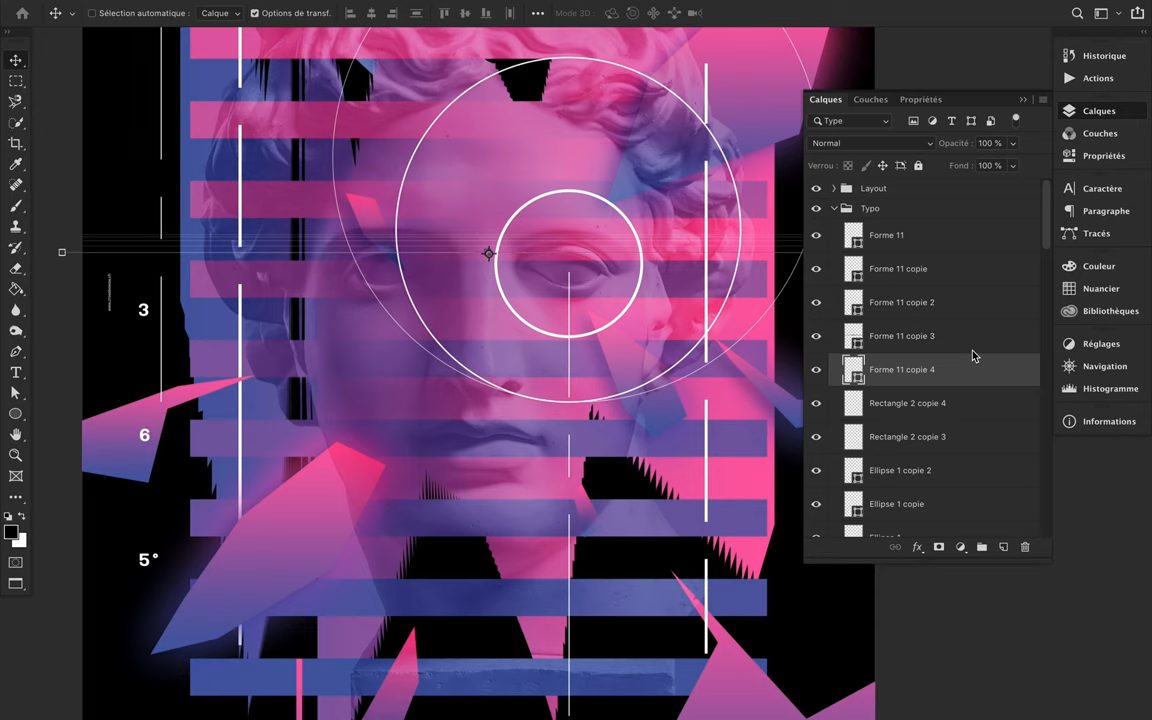 Sélection automatique : Calque Options de transf. Mode 3D :
Calques Couches Propriétés
Type
Normal Opacité : 100 %
Verrou : Fond : 100 %
Layout
Typo
Forme 11
Forme 11 copie
Forme 11 copie 2
Forme 11 copie 3
Forme 11 copie 4
Rectangle 2 copie 4
Rectangle 2 copie 3
Ellipse 1 copie 2
Ellipse 1 copie
Ellipse 1
fx
Historique
Actions
Calques
Couches
Propriétés
Caractère
Paragraphe
Tracés
Couleur
Nuancier
Bibliothèques
Réglages
Navigation
Histogramme
Informations
3
6
5°